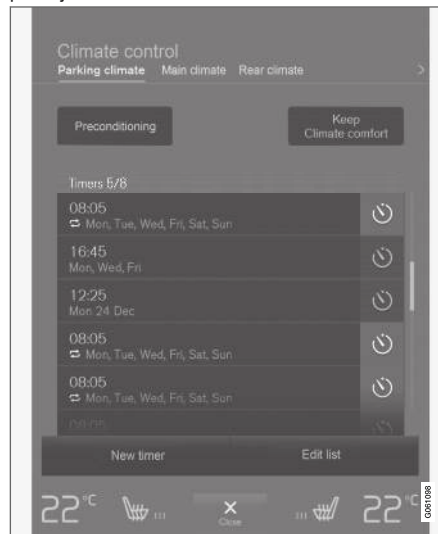 Climate control
Parking climate Main climate Rear climate
Preconditioning
Keep
Climate comfort
Timers 5/8
08:05
Mon, Tue, Wed, Fri, Sat, Sun
16:45
Mon, Wed, Fri
12:25
Mon 24 Dec
08:05
Mon, Tue, Wed, Fri, Sat, Sun
08:05
Mon, Tue, Wed, Fri, Sat, Sun
08:05
New timer Edit list
22°C 22°C
Close
G061098